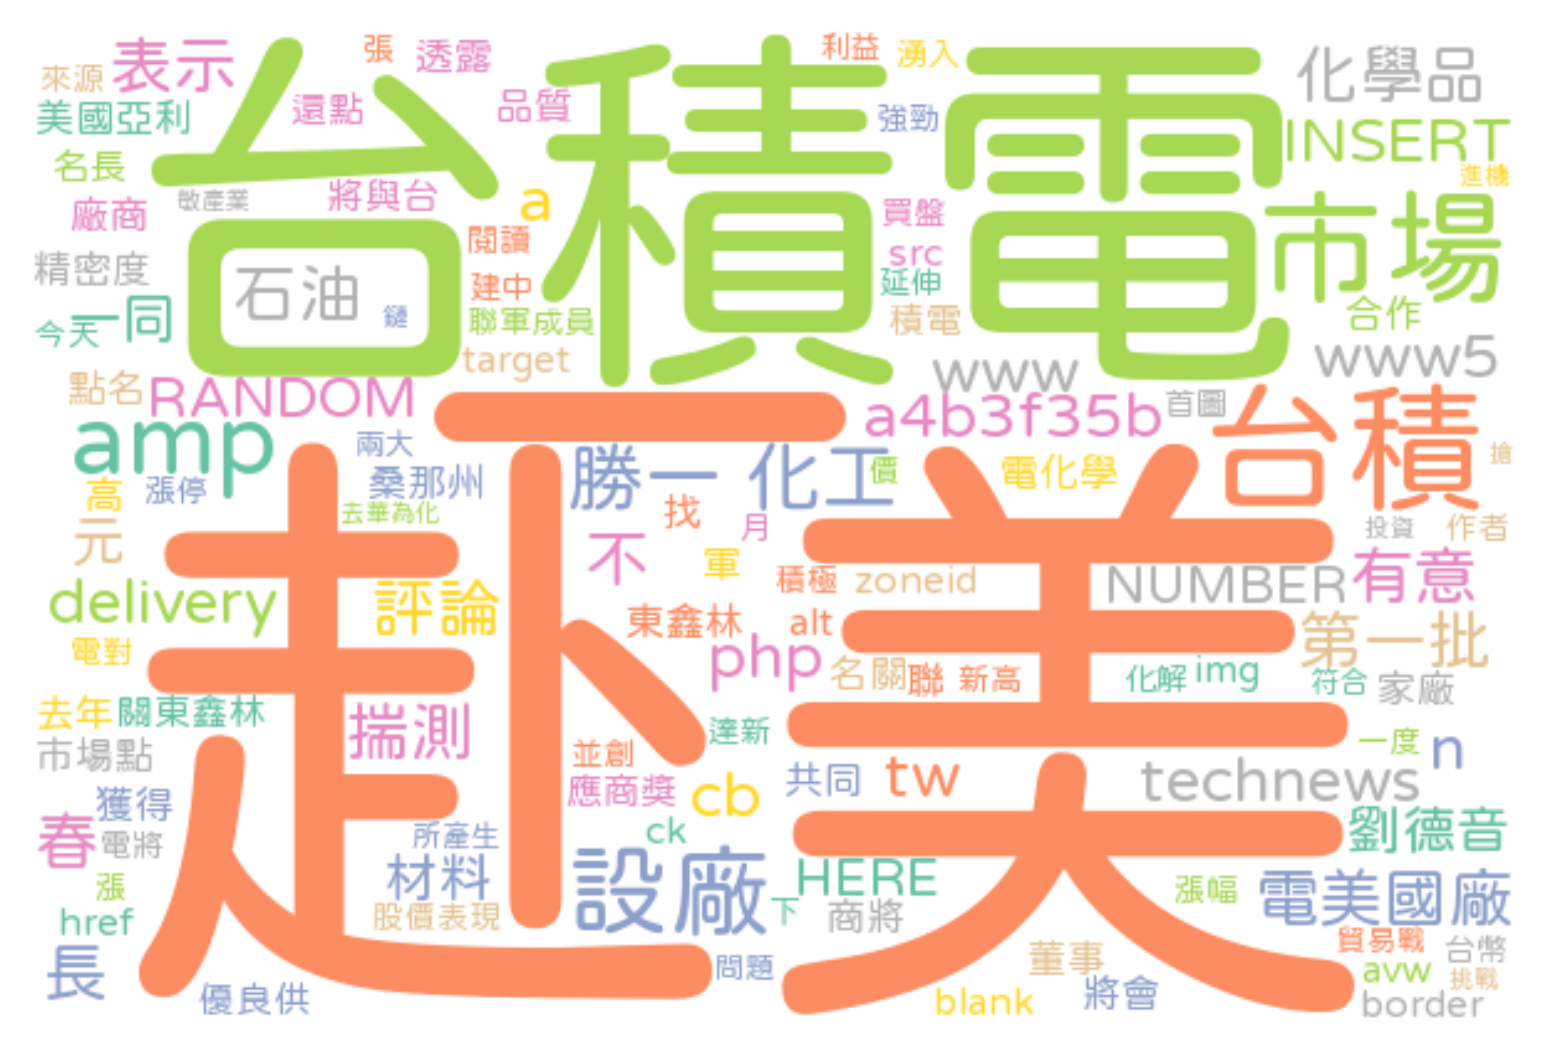 張 透露 利益 湧入
來源 表示 台積電 化學品
美國亞利 還點 品質 強勁 INSERT
名長 敏產業 將與台 a 買盤 進機
廠商 閱讀 src 市場
精密度 石油 鏈 建中 延伸
今天 一同 聯軍成員 積電 合作
target www www5
點名 RANDOM a4b3f35b 首圖 台積
amp 兩大 赴美 搶
高 漲停 桑那州 勝一 化工 價 電化學
元 去華為化 找 月 投資 作者
不 軍 積極 zoneid NUMBER 有意
delivery 評論 東鑫林 alt 第一批
電對 php 名關 聯 新高 化解 img 符合 家廠
去年 關東鑫林 揣測 達新 一度 n
市場點 並創 共同 tw technews
獲得 應商獎 cb
春 電將 所產生 ck 劉德音
漲 材料 設廠 HERE 漲幅 電美國廠
href 股價表現 下 商將
長 問題 董事 貿易戰 台幣
優良供 blank 將會 avw 挑戰
border